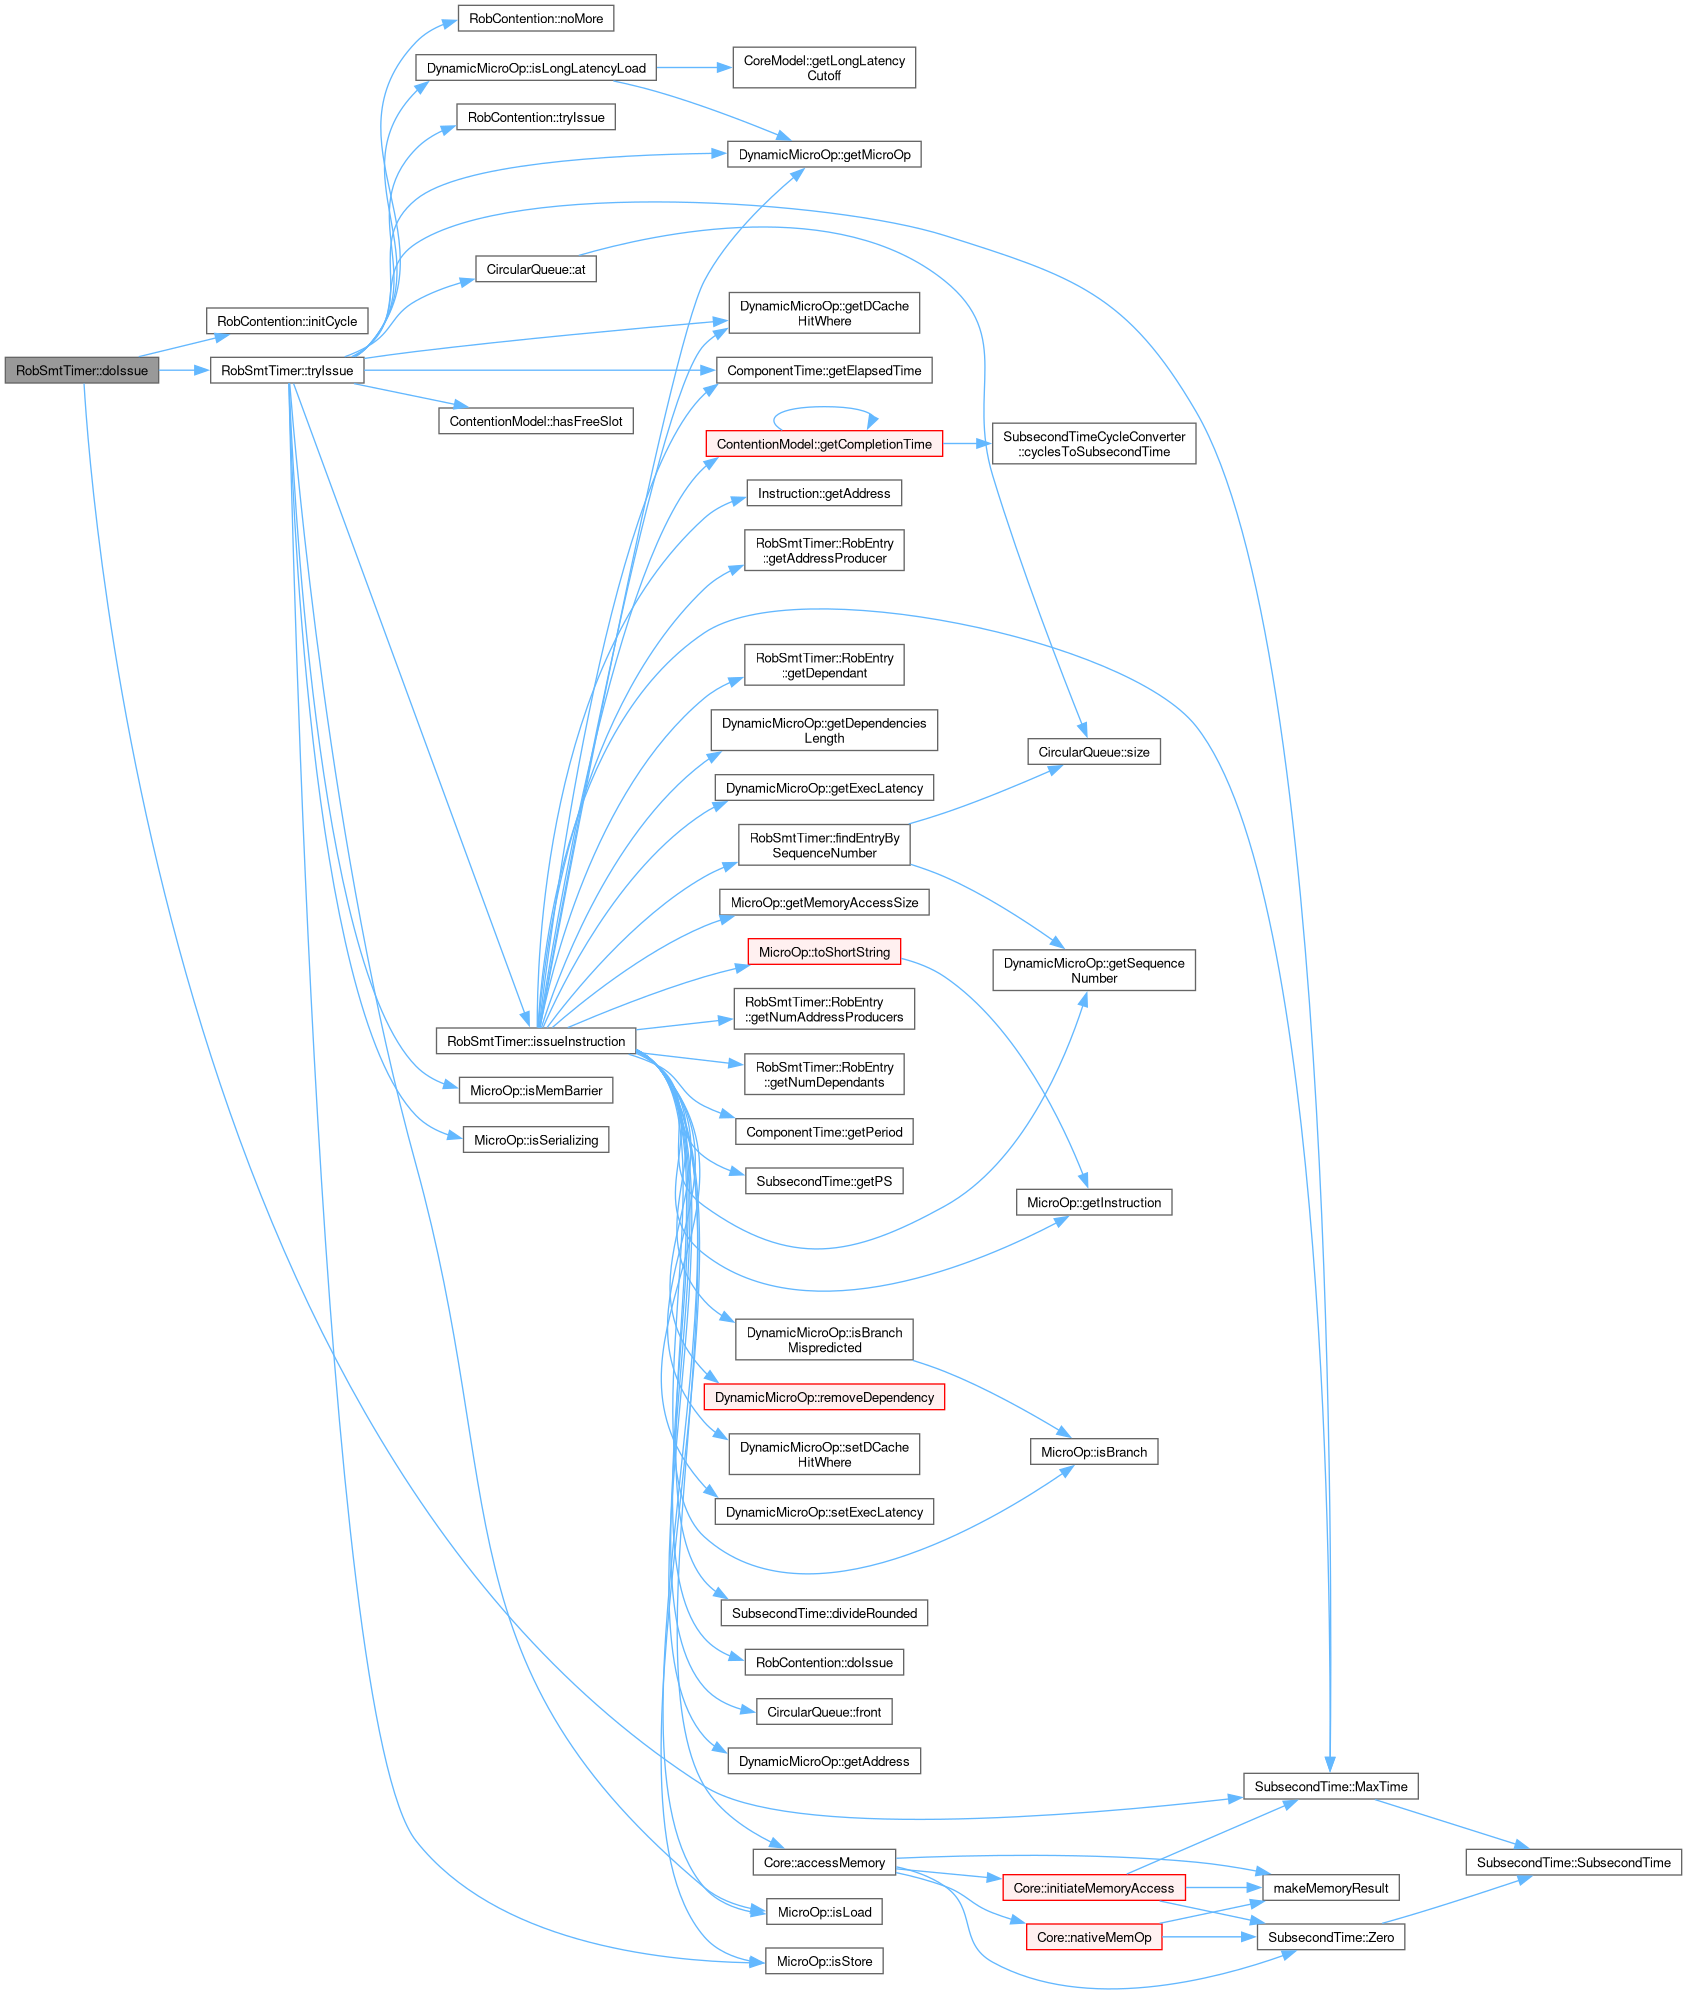 RobContention::noMore
DynamicMicroOp::isLongLatencyLoad
CoreModel::getLongLatency
Cutoff
RobContention::tryIssue
DynamicMicroOp::getMicroOp
CircularQueue::at
RobContention::initCycle
DynamicMicroOp::getDCache
HitWhere
RobSmtTimer::doIssue
RobSmtTimer::tryIssue
ComponentTime::getElapsedTime
ContentionModel::hasFreeSlot
ContentionModel::getCompletionTime
SubsecondTimeCycleConverter
::cyclesToSubsecondTime
Instruction::getAddress
RobSmtTimer::RobEntry
::getAddressProducer
RobSmtTimer::RobEntry
::getDependant
DynamicMicroOp::getDependencies
Length
CircularQueue::size
DynamicMicroOp::getExecLatency
RobSmtTimer::findEntryBy
SequenceNumber
MicroOp::getMemoryAccessSize
MicroOp::toShortString
DynamicMicroOp::getSequence
Number
RobSmtTimer::RobEntry
::getNumAddressProducers
RobSmtTimer::issueInstruction
RobSmtTimer::RobEntry
::getNumDependants
MicroOp::isMemBarrier
ComponentTime::getPeriod
MicroOp::isSerializing
SubsecondTime::getPS
MicroOp::getInstruction
DynamicMicroOp::isBranch
Mispredicted
DynamicMicroOp::removeDependency
DynamicMicroOp::setDCache
HitWhere
MicroOp::isBranch
DynamicMicroOp::setExecLatency
SubsecondTime::divideRounded
RobContention::doIssue
CircularQueue::front
DynamicMicroOp::getAddress
SubsecondTime::MaxTime
Core::accessMemory
SubsecondTime::SubsecondTime
Core::initiateMemoryAccess
makeMemoryResult
MicroOp::isLoad
Core::nativeMemOp
SubsecondTime::Zero
MicroOp::isStore